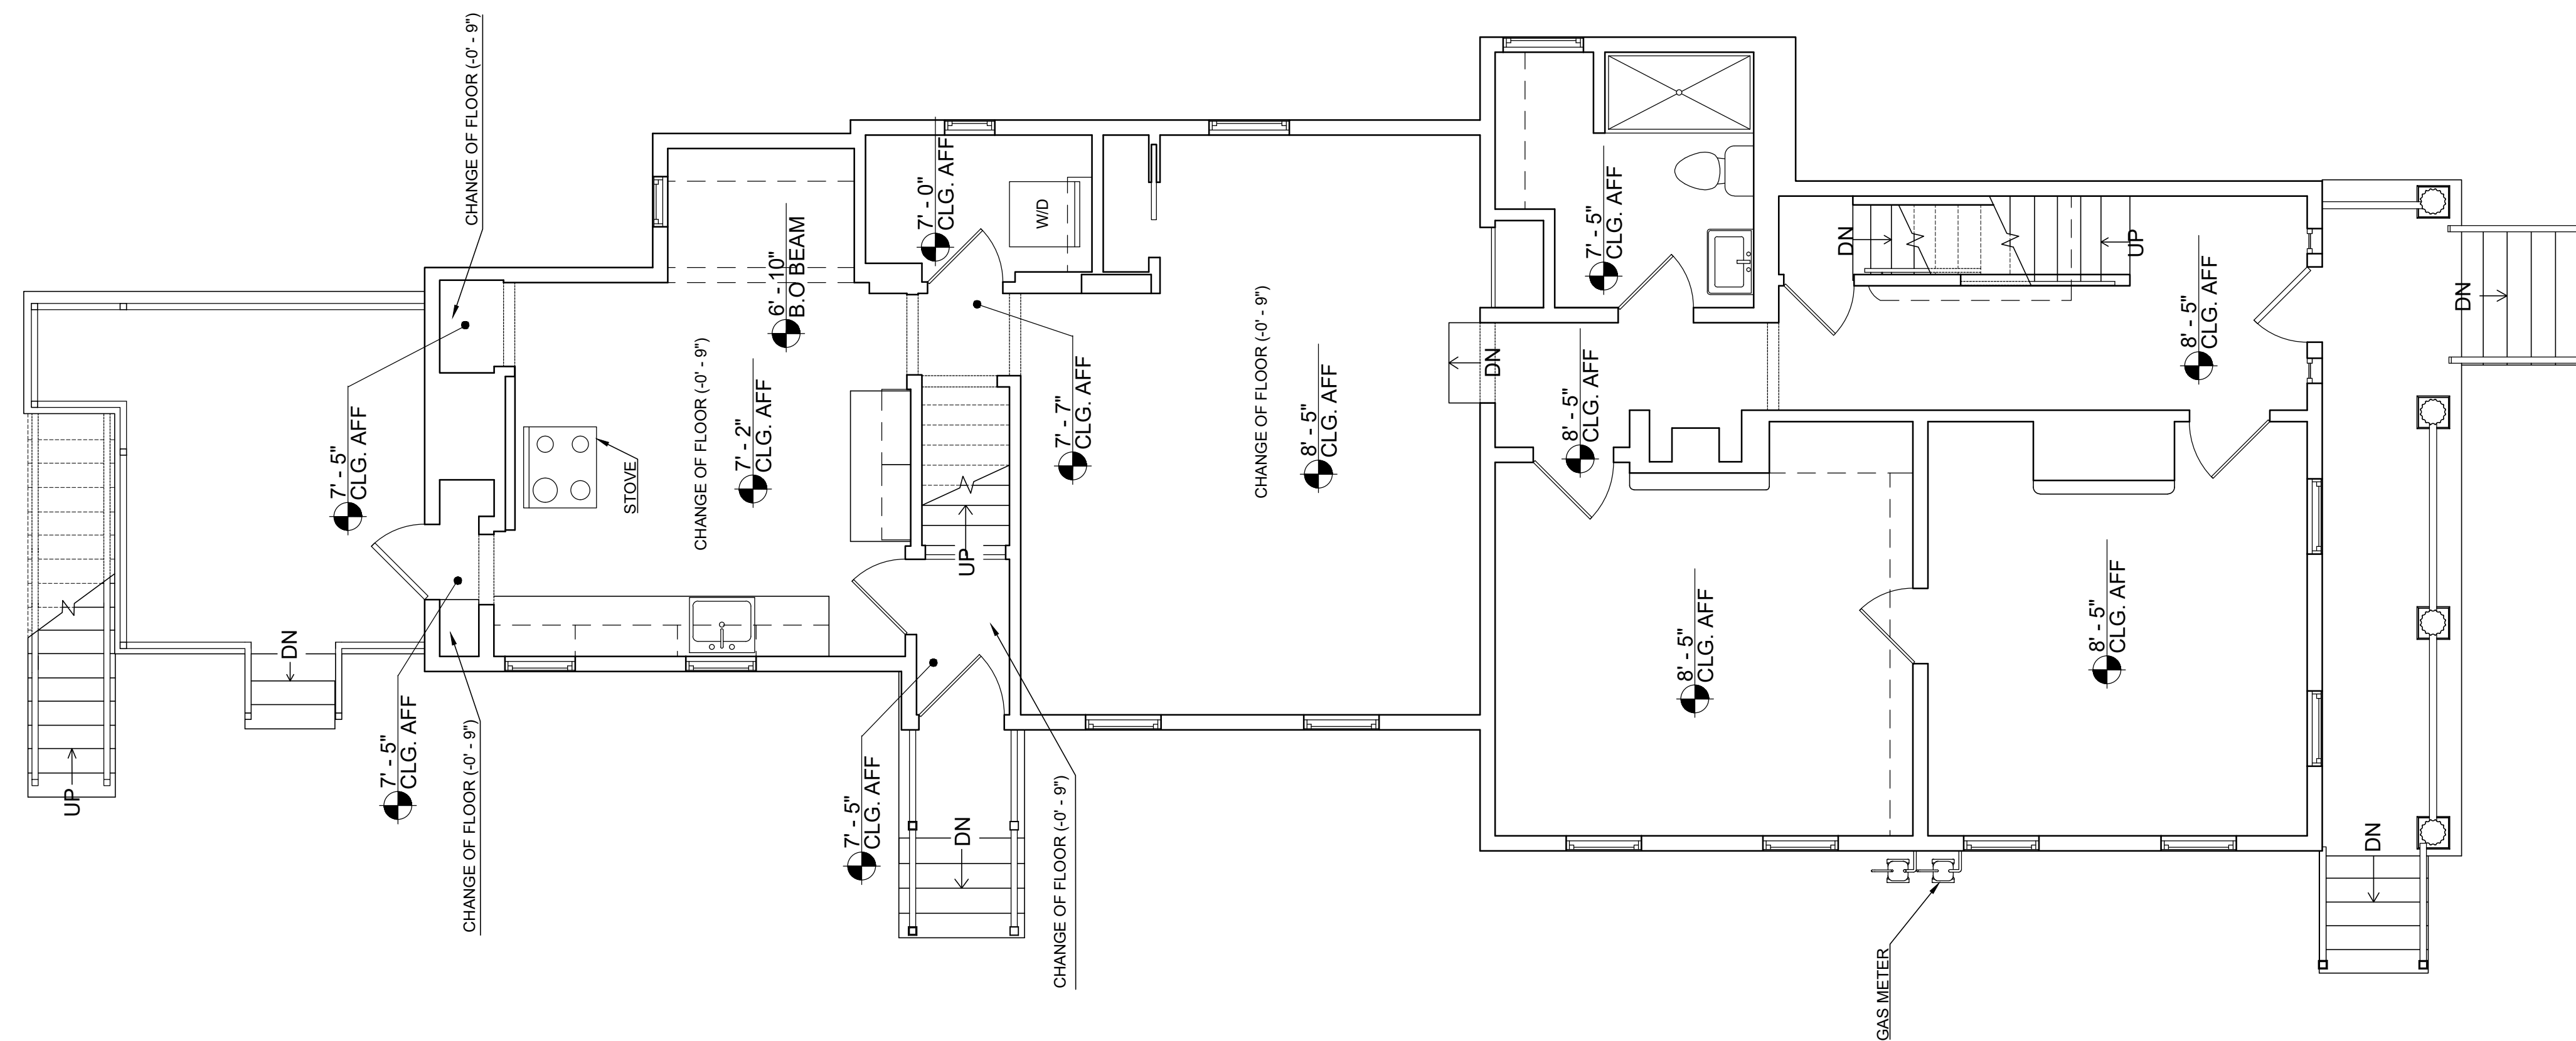 CHANGE OF FLOOR (-0' - 9")
7' - 5"
CLG. AFF
UP
DN
7' - 5"
CLG. AFF
CHANGE OF FLOOR (-0' - 9")
STOVE
CHANGE OF FLOOR (-0' - 9")
7' - 2"
CLG. AFF
6' - 10"
B.O BEAM
7' - 0"
CLG. AFF
W/D
UP
7' - 5"
CLG. AFF
DN
CHANGE OF FLOOR (-0' - 9")
7' - 7"
CLG. AFF
CHANGE OF FLOOR (-0' - 9")
8' - 5"
CLG. AFF
DN
7' - 5"
CLG. AFF
8' - 5"
CLG. AFF
8' - 5"
CLG. AFF
DN
UP
8' - 5"
CLG. AFF
8' - 5"
CLG. AFF
GAS METER
DN
DN